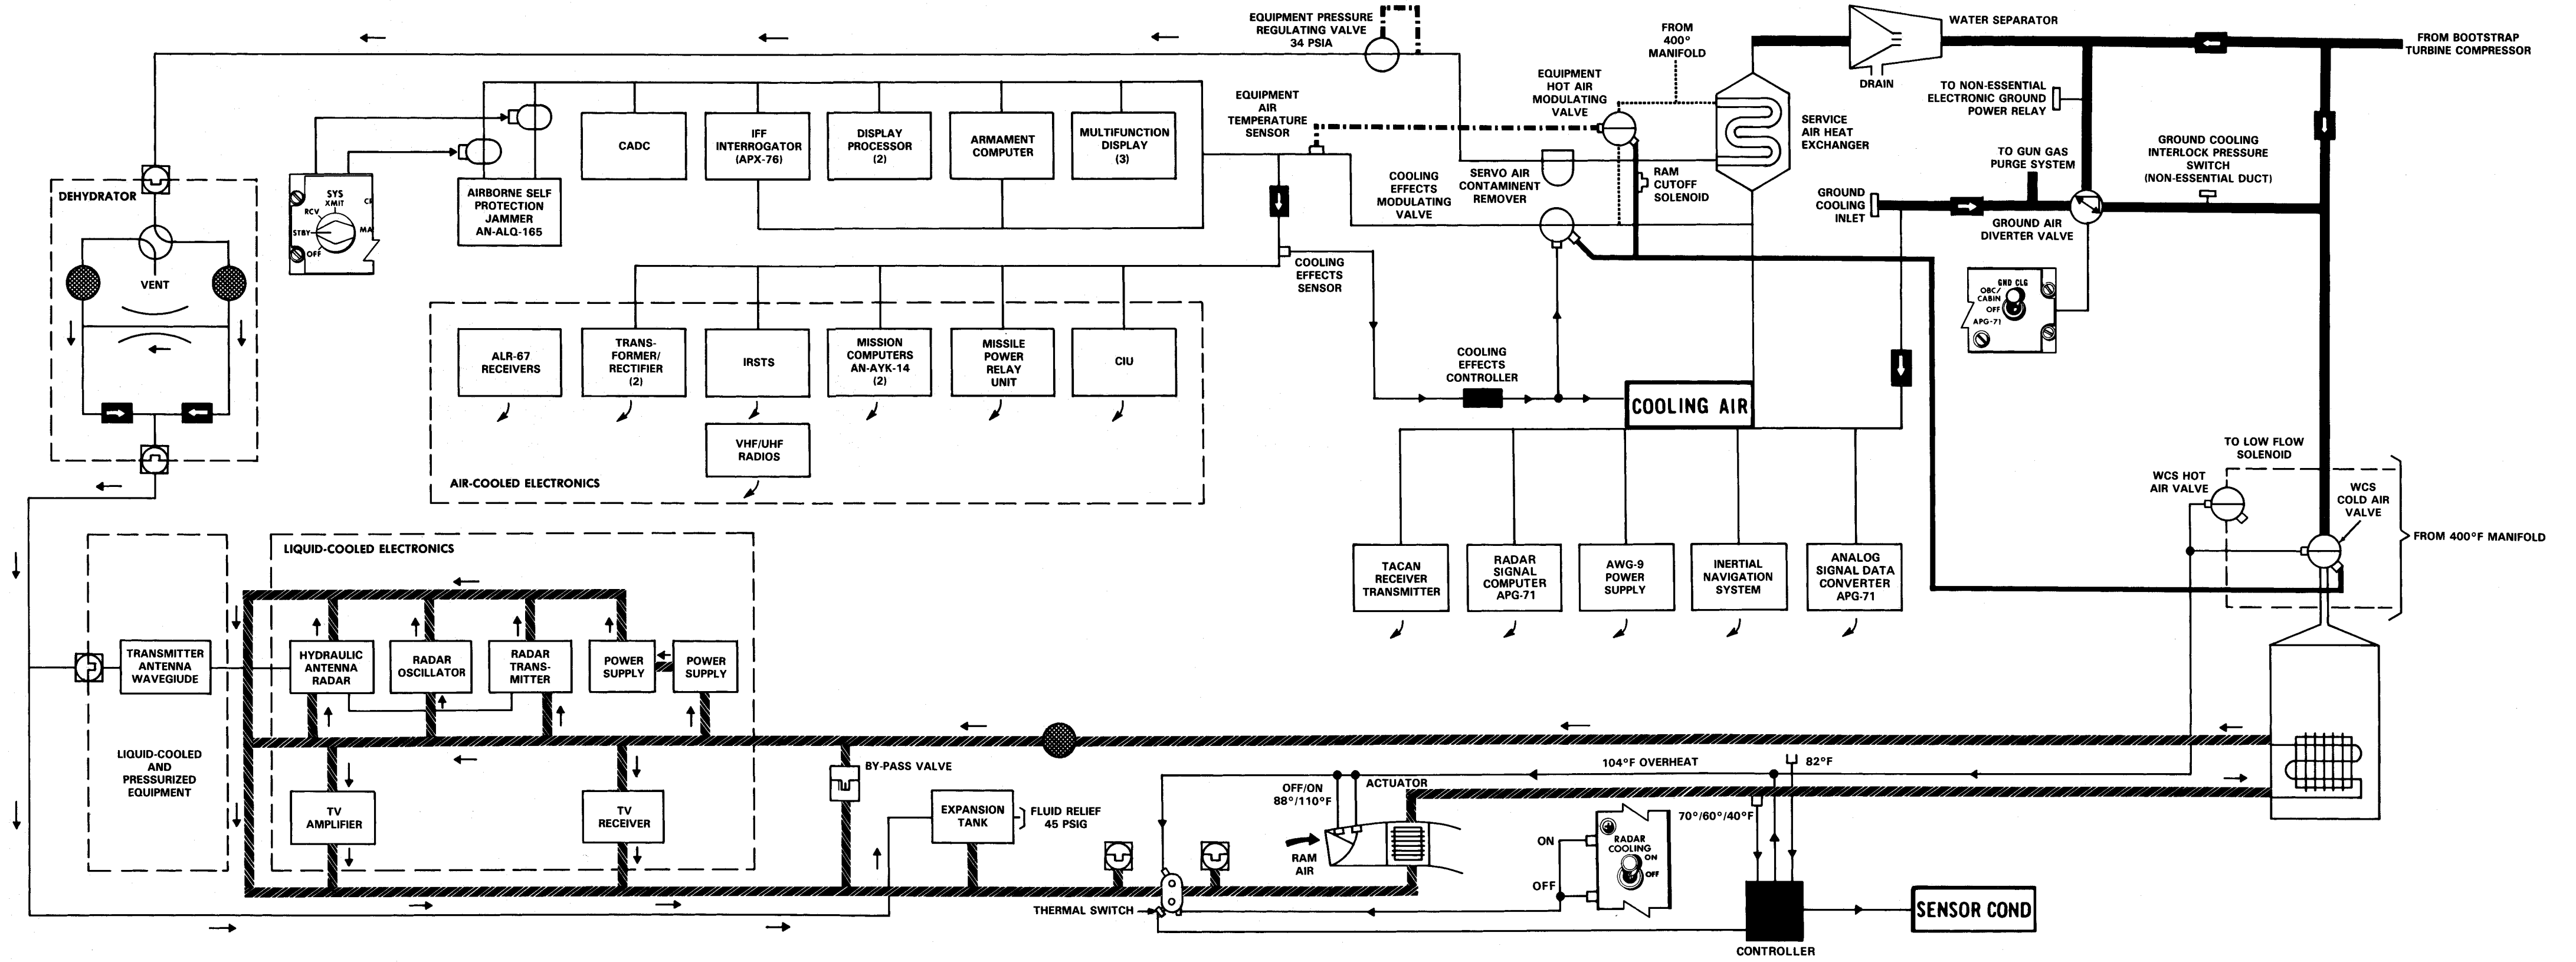 EQUIPMENT PRESSURE
REGULATING VALVE
34 PSIA
FROM
400°
MANIFOLD
WATER SEPARATOR
DRAIN
FROM BOOTSTRAP
TURBINE COMPRESSOR
EQUIPMENT
HOT AIR
MODULATING
VALVE
EQUIPMENT
AIR
TEMPERATURE
SENSOR
TO NON-ESSENTIAL
ELECTRONIC GROUND
POWER RELAY
SERVICE
AIR HEAT
EXCHANGER
GROUND COOLING
INTERLOCK PRESSURE
SWITCH
(NON-ESSENTIAL DUCT)
TO GUN GAS
PURGE SYSTEM
DEHYDRATOR
VENT
SYS
XMIT
RCV
STBY
OFF
CF
MA
AIRBORNE SELF
PROTECTION
JAMMER
AN-ALQ-165
CADC
IFF
INTERROGATOR
(APX-76)
DISPLAY
PROCESSOR
(2)
ARMAMENT
COMPUTER
MULTIFUNCTION
DISPLAY
(3)
COOLING
EFFECTS
MODULATING
VALVE
SERVO AIR
CONTAMINENT
REMOVER
RAM
CUTOFF
SOLENOID
GROUND
COOLING
INLET
GROUND AIR
DIVERTER VALVE
COOLING
EFFECTS
SENSOR
GND CLG
OBC/
CABIN
OFF
APG-71
ALR-67
RECEIVERS
TRANS-
FORMER/
RECTIFIER
(2)
IRSTS
MISSION
COMPUTERS
AN-AYK-14
(2)
MISSILE
POWER
RELAY
UNIT
CIU
VHF/UHF
RADIOS
AIR-COOLED ELECTRONICS
COOLING
EFFECTS
CONTROLLER
COOLING AIR
TO LOW FLOW
SOLENOID
WCS HOT
AIR VALVE
WCS
COLD AIR
VALVE
FROM 400°F MANIFOLD
TACAN
RECEIVER
TRANSMITTER
RADAR
SIGNAL
COMPUTER
APG-71
AWG-9
POWER
SUPPLY
INERTIAL
NAVIGATION
SYSTEM
ANALOG
SIGNAL DATA
CONVERTER
APG-71
LIQUID-COOLED ELECTRONICS
TRANSMITTER
ANTENNA
WAVEGIUDE
HYDRAULIC
ANTENNA
RADAR
RADAR
OSCILLATOR
RADAR
TRANS-
MITTER
POWER
SUPPLY
POWER
SUPPLY
LIQUID-COOLED
AND
PRESSURIZED
EQUIPMENT
TV
AMPLIFIER
TV
RECEIVER
BY-PASS VALVE
EXPANSION
TANK
FLUID RELIEF
45 PSIG
104°F OVERHEAT
82°F
OFF/ON
88°/110°F
ACTUATOR
70°/60°/40°F
RAM
AIR
ON
OFF
RADAR
COOLING
ON
OFF
THERMAL SWITCH
CONTROLLER
SENSOR COND